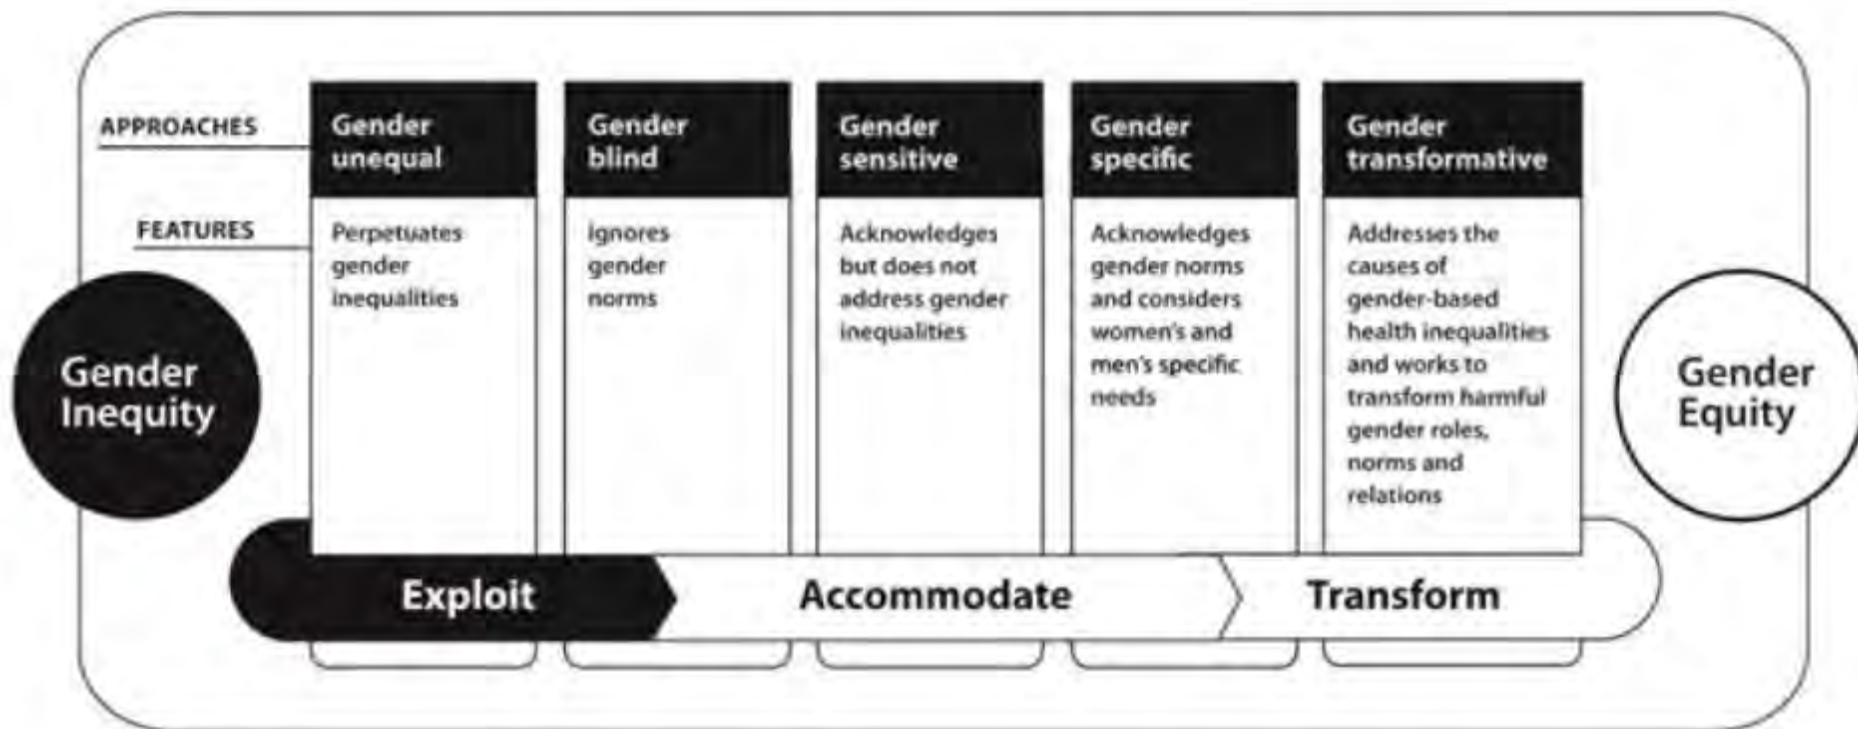 APPROACHES
FEATURES
Gender
Inequity
Gender
unequal
Perpetuates
gender
inequalities
Gender
blind
Ignores
gender
norms
Gender
sensitive
Acknowledges
but does not
address gender
inequalities
Gender
specific
Acknowledges
gender norms
and considers
women's and
men's specific
needs
Gender
transformative
Addresses the
causes of
gender-based
health inequalities
and works to
transform harmful
gender roles,
norms and
relations
Gender
Equity
Exploit
Accommodate
Transform